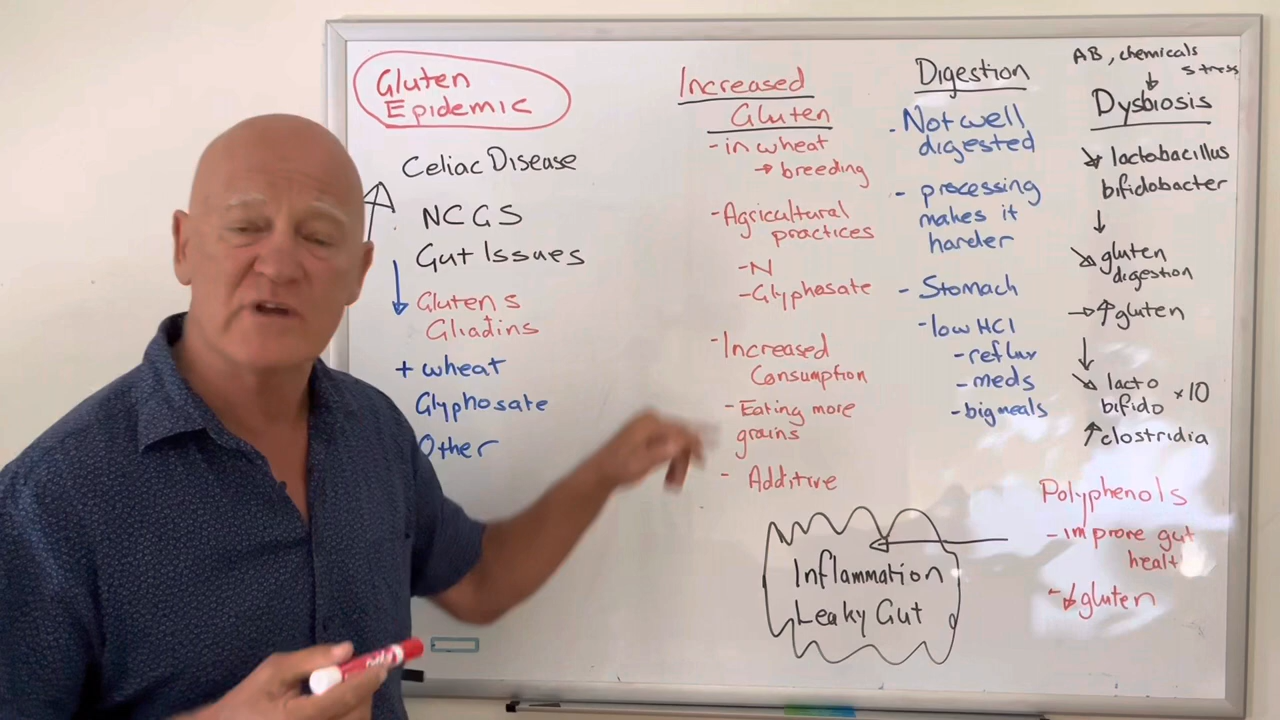 Gluten
Epidemic
Celiac Disease
NCGS
Gut Issues
Glutens
Gliadins
+ wheat
Glyphosate
Other
Increased
Gluten
- in wheat
→ breeding
- Agricultural
practices
- N
- Glyphosate
- Increased
Consumption
- Eating more
grains
- Additive
Digestion
- Not well
digested
- processing
makes it
harder
- Stomach
- low HCl
- reflux
- meds
- big meals
AB, chemicals
stress
↓
Dysbiosis
↘ lactobacillus
bifidobacter
↓
↘ gluten
digestion
→ ↑ gluten
↓
↘ lacto
bifido ×10
↑ clostridia
Polyphenols
- improve gut
healt
- ↓ gluten
Inflammation
Leaky Gut